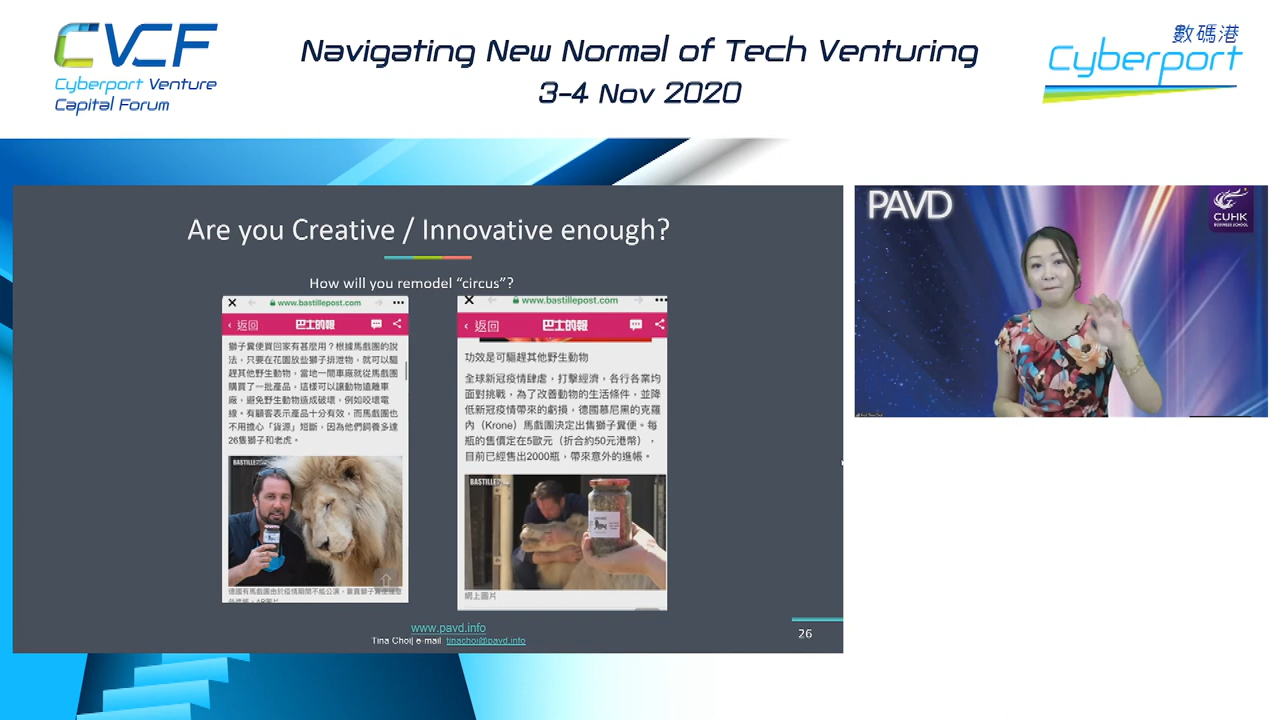 CVCF
Cyberport Venture
Capital Forum
Navigating New Normal of Tech Venturing
3-4 Nov 2020
數碼港
Cyberport
Are you Creative / Innovative enough?
How will you remodel “circus”?
www.bastillepost.com
返回
巴士的報
獅子糞便買回家有甚麼用？根據馬戲團的說
法，只要在花園放些獅子排泄物，就可以驅
趕其他野生動物，當地一間車廠就從馬戲團
購買了一批產品，這樣可以讓動物遠離車
廠，避免野生動物造成破壞，例如咬壞電
線。有顧客表示產品十分有效，而馬戲團也
不用擔心「貨源」短斷，因為他們飼養多達
26隻獅子和老虎。
BASTILLE
www.bastillepost.com
返回
巴士的報
功效是可驅趕其他野生動物
全球新冠疫情肆虐，打擊經濟，各行各業均
面對挑戰，為了改善動物的生活條件，並降
低新冠疫情帶來的虧損，德國慕尼黑的克羅
內（Krone）馬戲團決定出售獅子糞便。每
瓶的售價定在5歐元（折合約50元港幣），
目前已經售出2000瓶，帶來意外的進帳。
BASTILLE
網上圖片
www.pavd.info
Tina Choi| e-mail tinachoi@pavd.info
26
PAVD
CUHK
BUSINESS SCHOOL